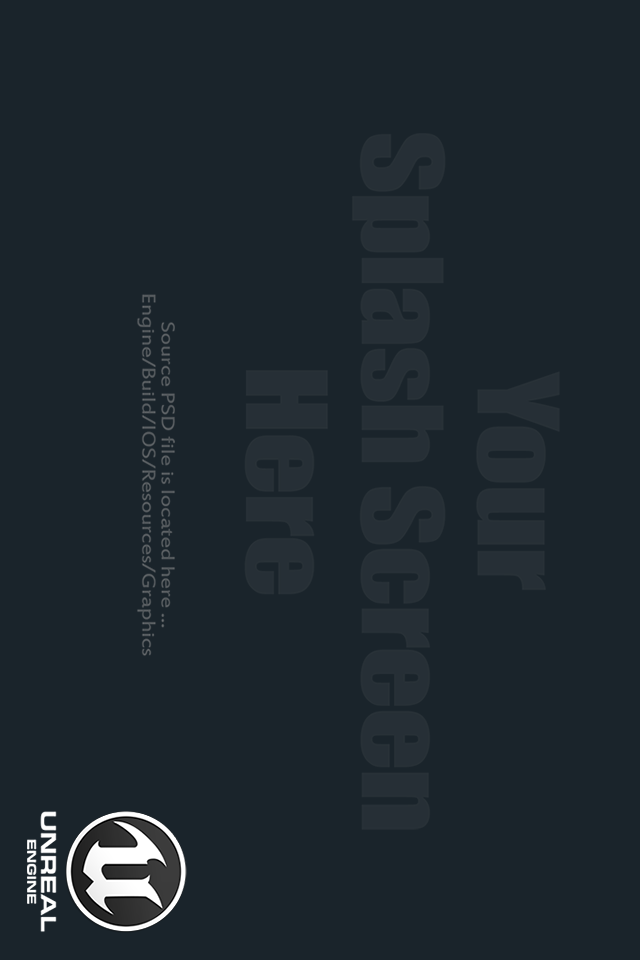 Your
Splash Screen
Here
Source PSD file is located here ...
Engine/Build/IOS/Resources/Graphics
UNREAL
ENGINE